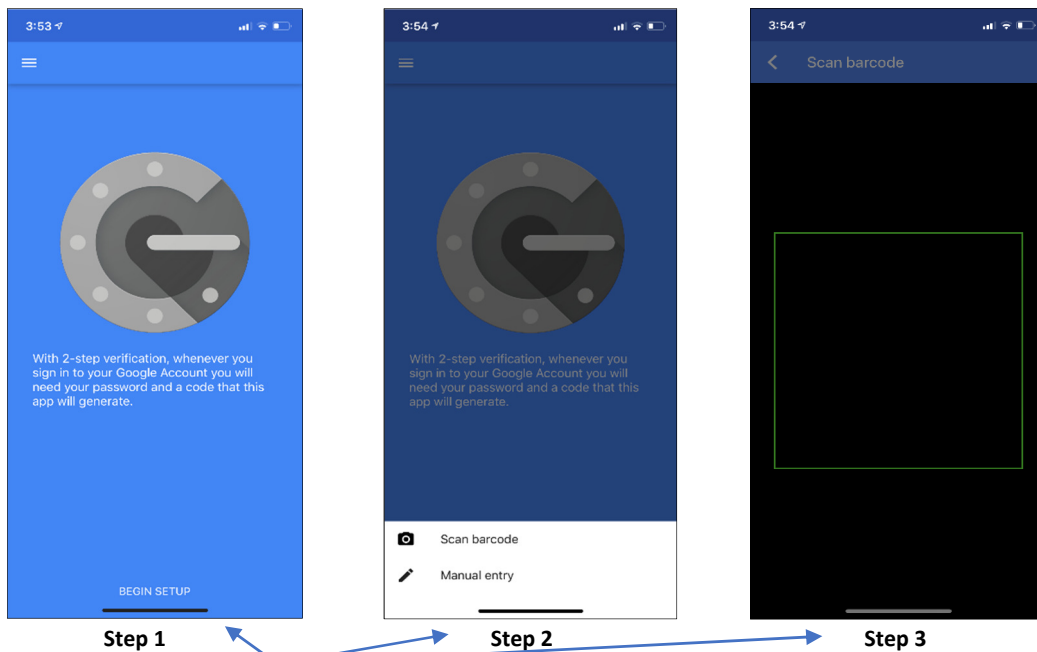 3:53
With 2-step verification, whenever you
sign in to your Google Account you will
need your password and a code that this
app will generate.
BEGIN SETUP
Step 1
3:54
With 2-step verification, whenever you
sign in to your Google Account you will
need your password and a code that this
app will generate.
Scan barcode
Manual entry
Step 2
3:54
Scan barcode
Step 3